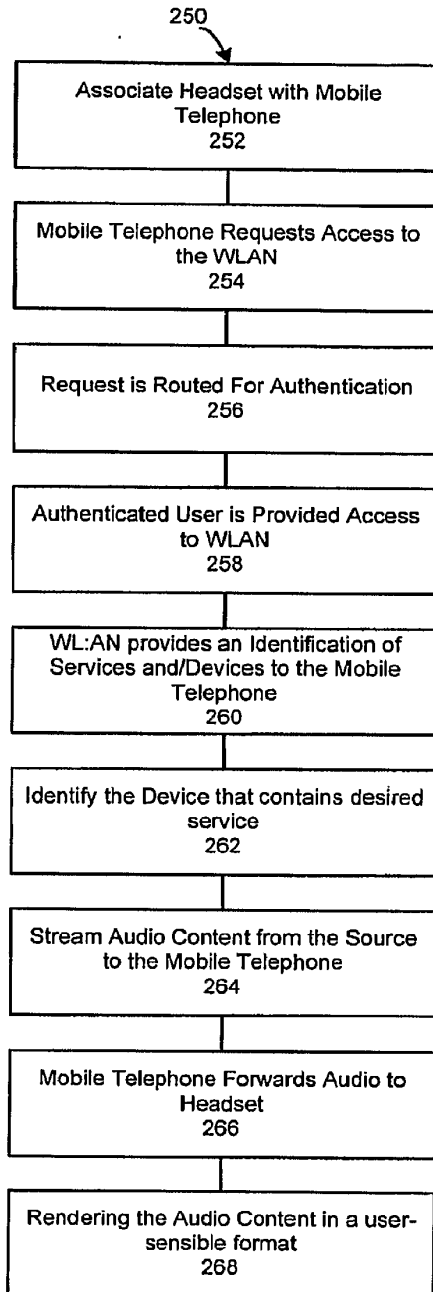 250
Associate Headset with Mobile
Telephone
252
Mobile Telephone Requests Access to
the WLAN
254
Request is Routed For Authentication
256
Authenticated User is Provided Access
to WLAN
258
WL:AN provides an Identification of
Services and/Devices to the Mobile
Telephone
260
Identify the Device that contains desired
service
262
Stream Audio Content from the Source
to the Mobile Telephone
264
Mobile Telephone Forwards Audio to
Headset
266
Rendering the Audio Content in a user-
sensible format
268